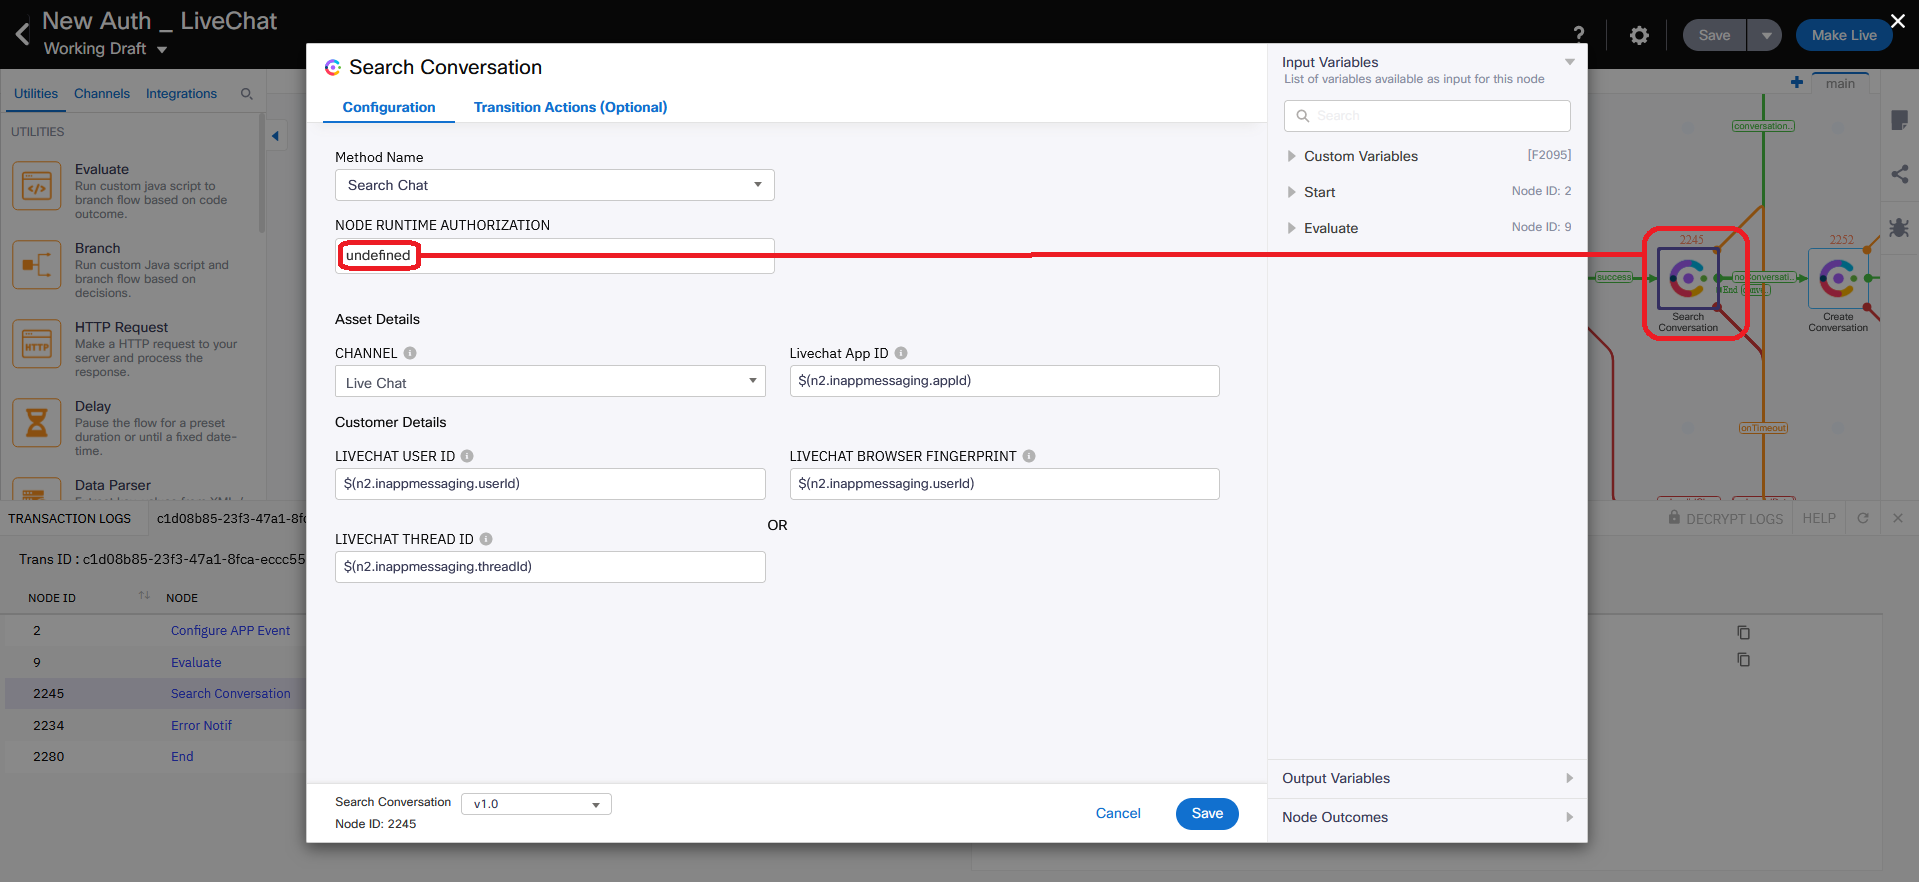 New Auth _ LiveChat
Working Draft
?
Save
Make Live
Utilities
Channels
Integrations
UTILITIES
Evaluate
Run custom java script to
branch flow based on code
outcome.
Branch
Run custom Java script and
branch flow based on
decisions.
HTTP
HTTP Request
Make a HTTP request to your
server and process the
response.
Delay
Pause the flow for a preset
duration or until a fixed date-
time.
Data Parser
Search Conversation
Configuration
Transition Actions (Optional)
Method Name
Search Chat
NODE RUNTIME AUTHORIZATION
undefined
Asset Details
CHANNEL
Livechat App ID
Live Chat
$(n2.inappmessaging.appId)
Customer Details
LIVECHAT USER ID
LIVECHAT BROWSER FINGERPRINT
$(n2.inappmessaging.userId)
$(n2.inappmessaging.userId)
OR
LIVECHAT THREAD ID
$(n2.inappmessaging.threadId)
Search Conversation
v1.0
Node ID: 2245
Cancel
Save
Input Variables
List of variables available as input for this node
Search
Custom Variables
[F2095]
Start
Node ID: 2
Evaluate
Node ID: 9
Output Variables
Node Outcomes
main
conversation..
2245
2252
success
noConversati..
End (conve..)
Search
Conversation
Create
Conversation
onTimeout
TRANSACTION LOGS
c1d08b85-23f3-47a1-8fc
DECRYPT LOGS
HELP
Trans ID : c1d08b85-23f3-47a1-8fca-eccc55
NODE ID
NODE
2
Configure APP Event
9
Evaluate
2245
Search Conversation
2234
Error Notif
2280
End